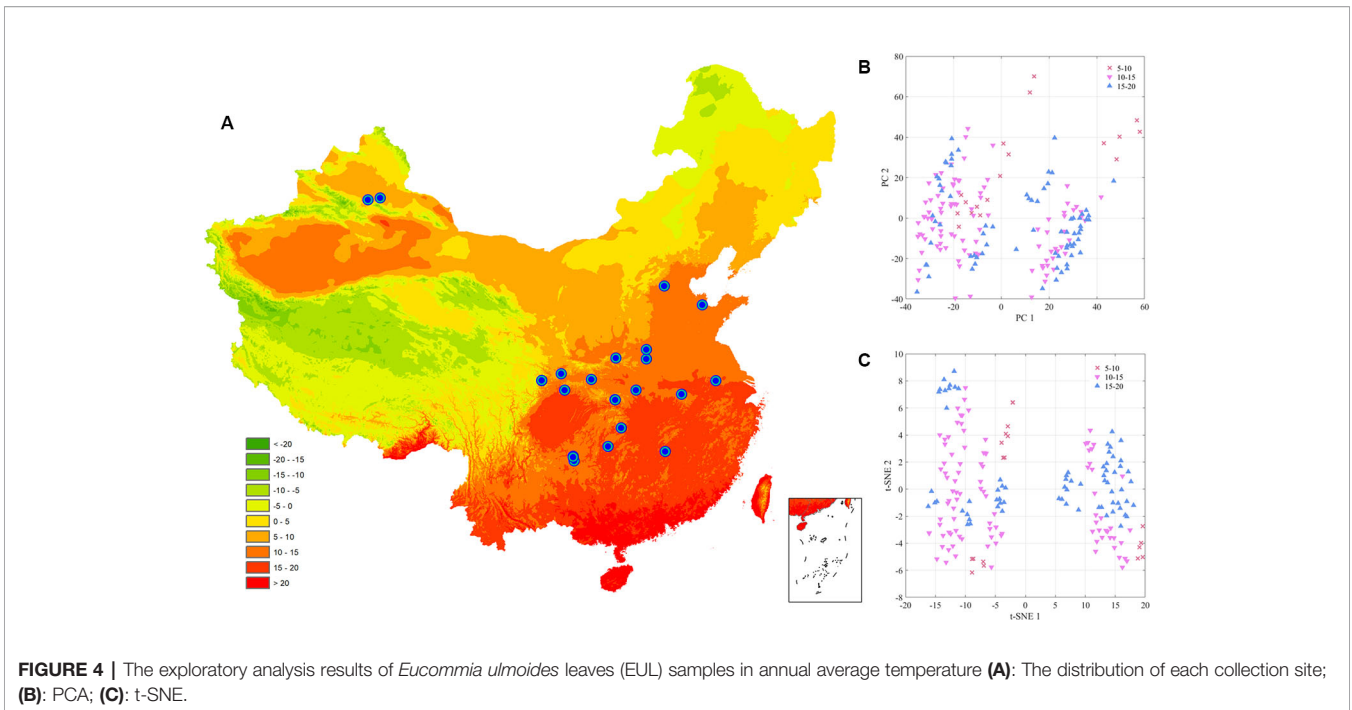 A
< -20
-20 - -15
-15 - -10
-10 - -5
-5 - 0
0 - 5
5 - 10
10 - 15
15 - 20
> 20
B
80
60
40
20
0
-20
-40
PC 2
-40
-20
0
20
40
60
PC 1
5-10
10-15
15-20
C
10
8
6
4
2
0
-2
-4
-6
-8
t-SNE 2
-20
-15
-10
-5
0
5
10
15
20
t-SNE 1
5-10
10-15
15-20
FIGURE 4 | The exploratory analysis results of Eucommia ulmoides leaves (EUL) samples in annual average temperature (A): The distribution of each collection site;
(B): PCA; (C): t-SNE.